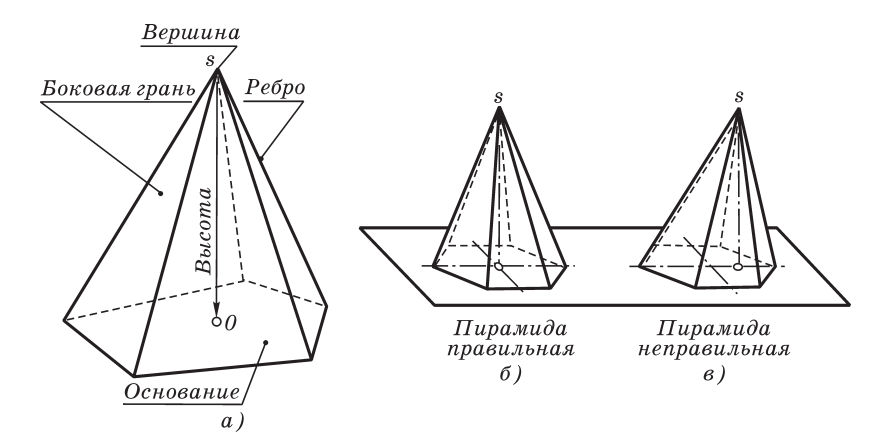 Вершина
s
Боковая грань
Ребро
Высота
0
Основание
а)
s
Пирамида
правильная
б)
s
Пирамида
неправильная
в)